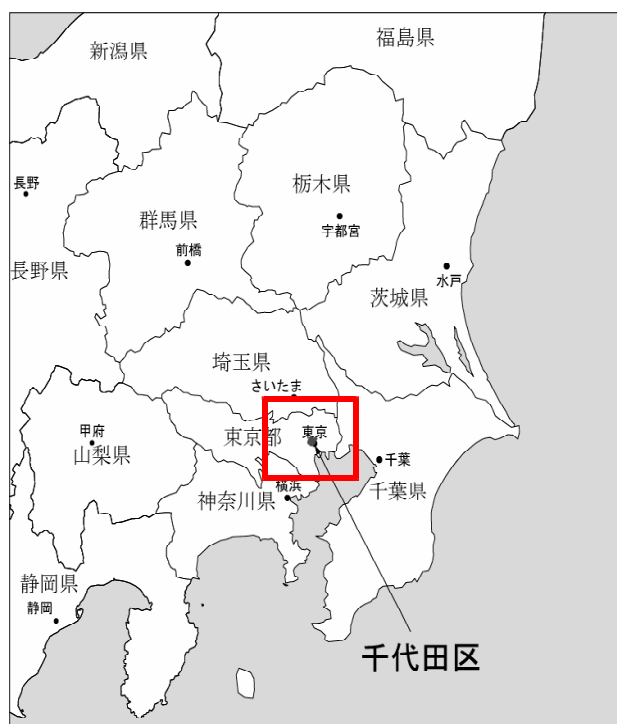 福島県
新潟県
栃木県
長野
群馬県
宇都宮
前橋
長野県
水戸
茨城県
埼玉県
さいたま
甲府
東京都
東京
山梨県
千葉
横浜
千葉県
神奈川県
静岡県
静岡
千代田区